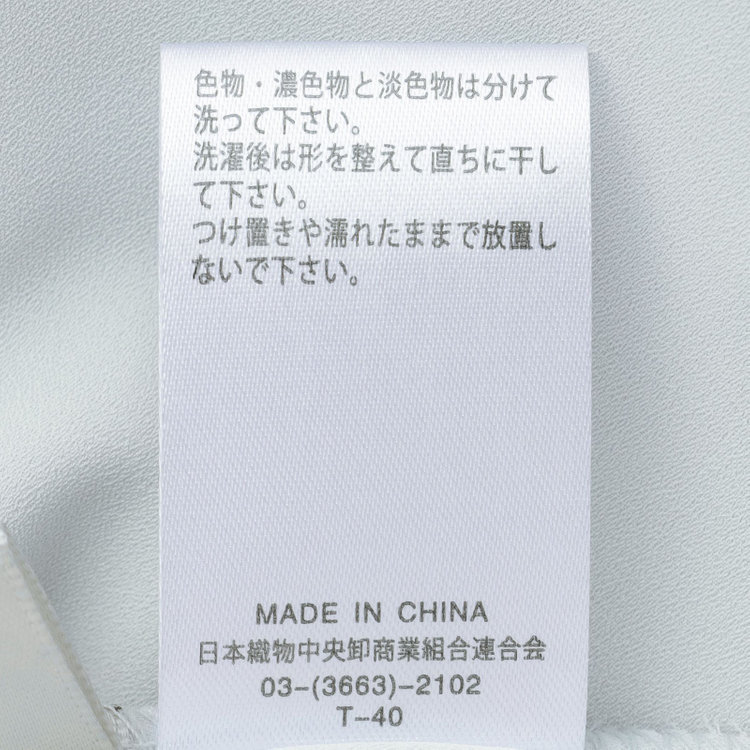 色物・濃色物と淡色物は分けて
洗って下さい。
洗濯後は形を整えて直ちに干し
て下さい。
つけ置きや濡れたままで放置し
ないで下さい。
MADE IN CHINA
日本織物中央卸商業組合連合会
03-(3663)-2102
T-40